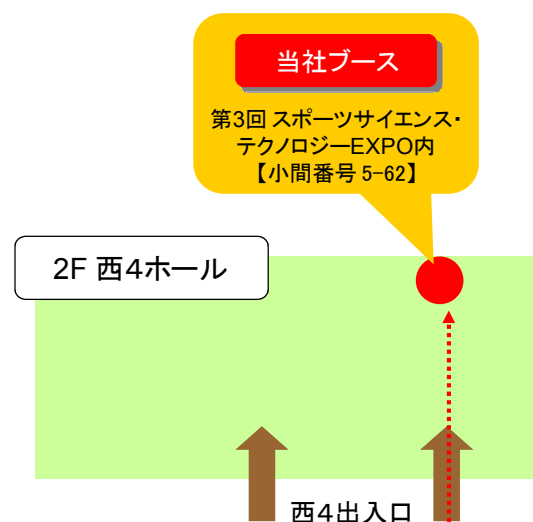 当社ブース
第3回 スポーツサイエンス・
テクノロジーEXPO内
【小間番号 5-62】
2F 西4ホール
西4出入口